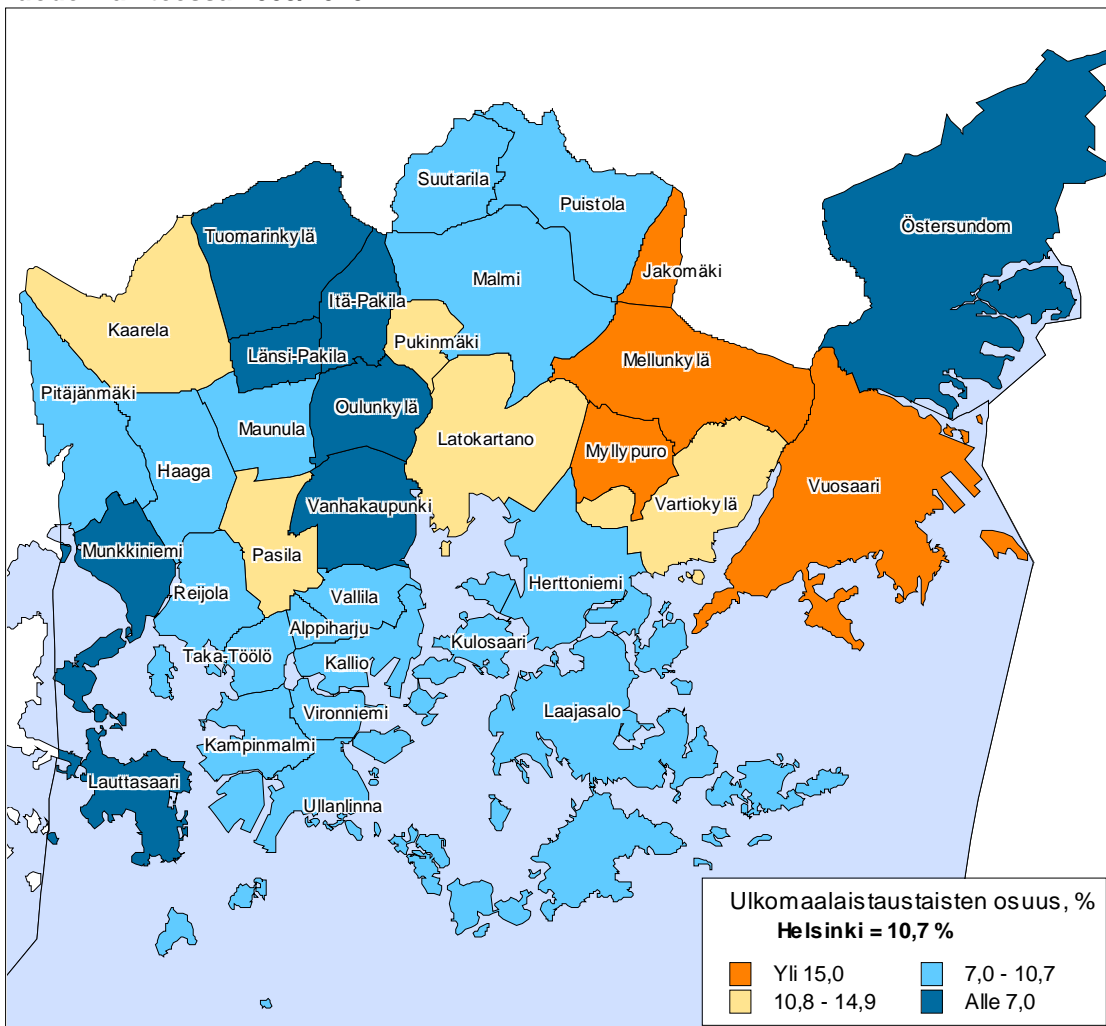 Suutarila
Puistola
Tuomarinkylä
Östersundom
Jakomäki
Malmi
Itä-Pakila
Kaarela
Pukinmäki
Länsi-Pakila
Mellunkylä
Pitäjänmäki
Oulunkylä
Maunula
Latokartano
Myllypuro
Haaga
Vuosaari
Vartiokylä
Vanhakaupunki
Munkkiniemi
Pasila
Herttoniemi
Reijola
Vallila
Alppiharju
Kulosaari
Taka-Töölö
Kallio
Laajasalo
Vironniemi
Kampinmalmi
Lauttasaari
Ullanlinna
Ulkomaalaistaustaisten osuus, %
Helsinki = 10,7 %
Yli 15,0
7,0 - 10,7
10,8 - 14,9
Alle 7,0